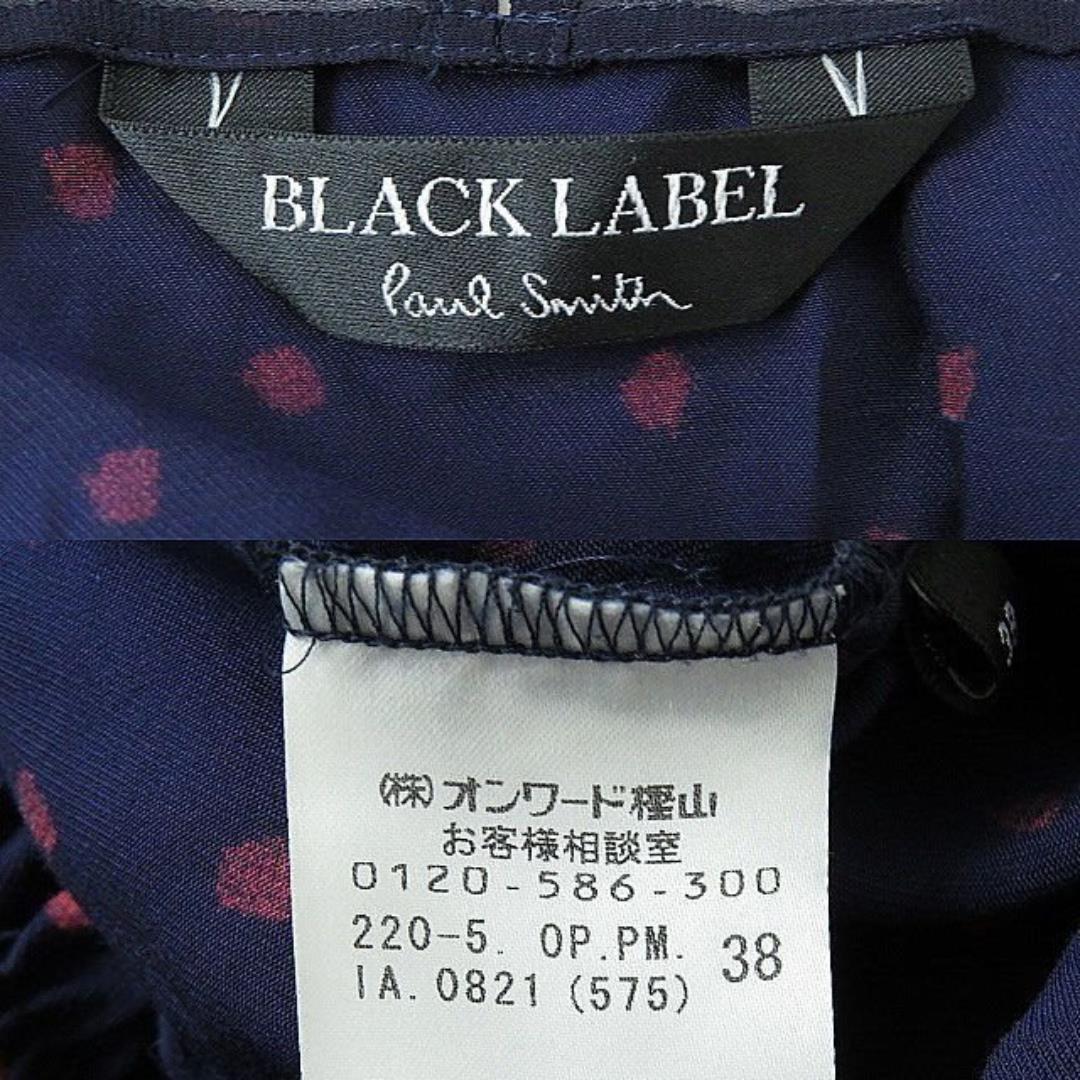 BLACK LABEL
Paul Smith
(株)オンワード樫山
お客様相談室
0120-586-300
220-5. OP.PM.
38
IA.0821 (575)